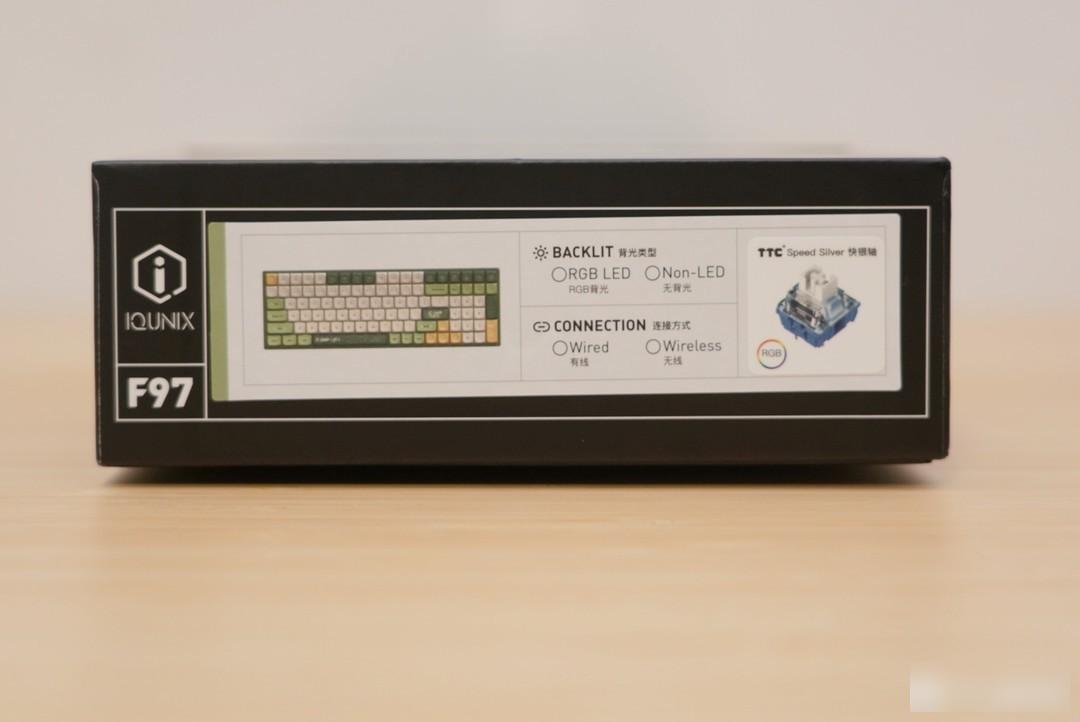 IQUNIX
F97
BACKLIT 背光类型
RGB LED Non-LED
RGB背光 无背光
CONNECTION 连接方式
Wired Wireless
有线 无线
TTC Speed Silver 快银轴
RGB